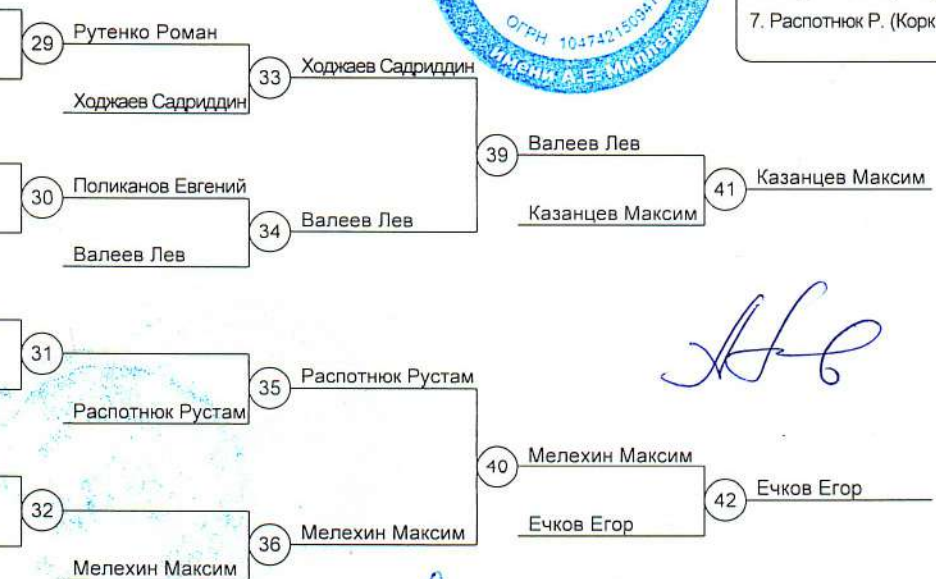 ОГРН 104742150947
имени А.Е. Миллера
7. Распотнюк Р. (Корк
29
Рутенко Роман
Ходжаев Садриддин
33
Ходжаев Садриддин
30
Поликанов Евгений
Валеев Лев
34
Валеев Лев
39
Валеев Лев
Казанцев Максим
41
Казанцев Максим
31
Распотнюк Рустам
35
Распотнюк Рустам
32
Мелехин Максим
36
Мелехин Максим
40
Мелехин Максим
Ечков Егор
42
Ечков Егор